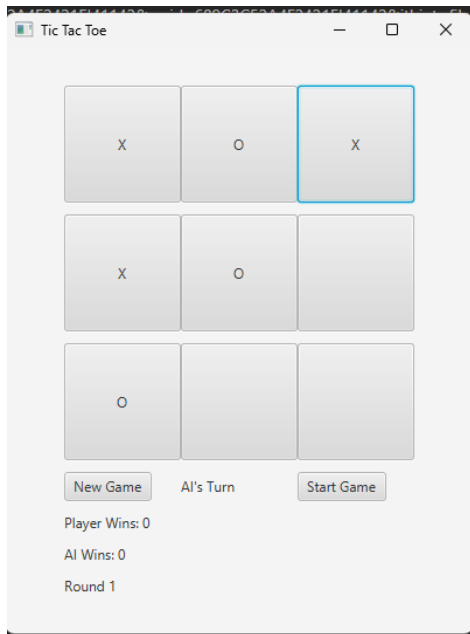 Tic Tac Toe
X O X
X O
O
New Game AI's Turn Start Game
Player Wins: 0
AI Wins: 0
Round 1